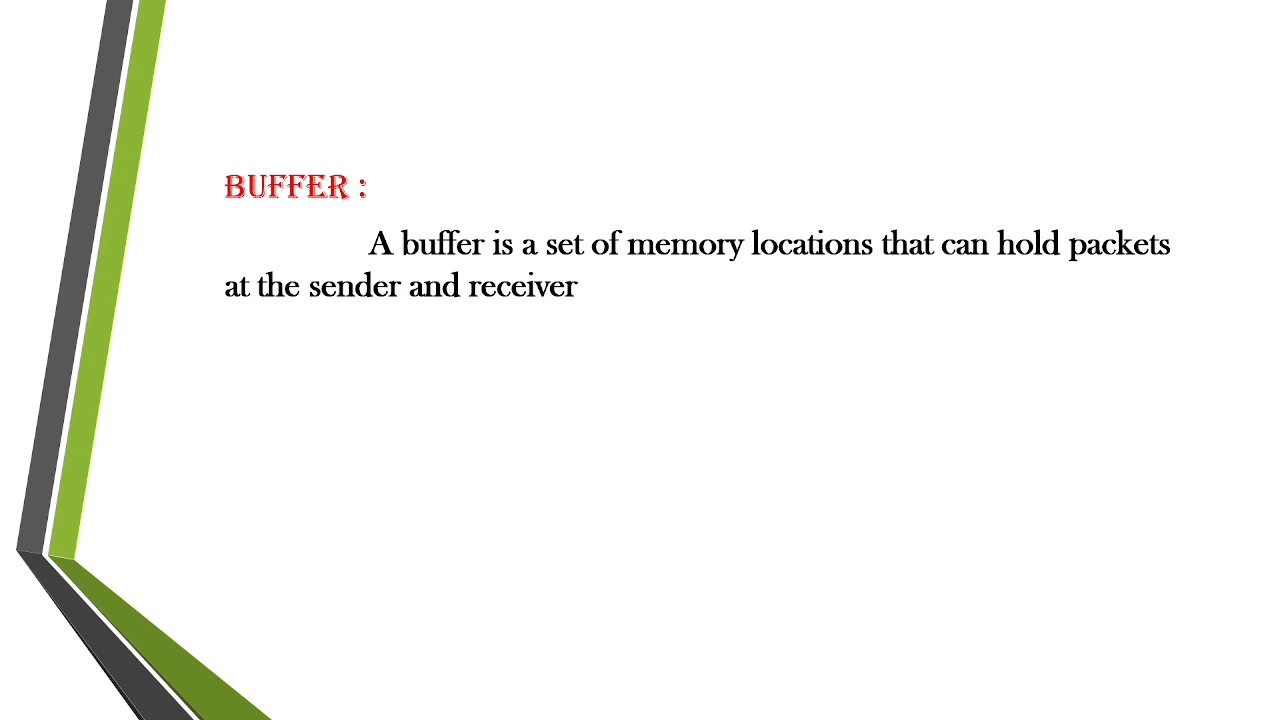 BUFFER :
A buffer is a set of memory locations that can hold packets
at the sender and receiver